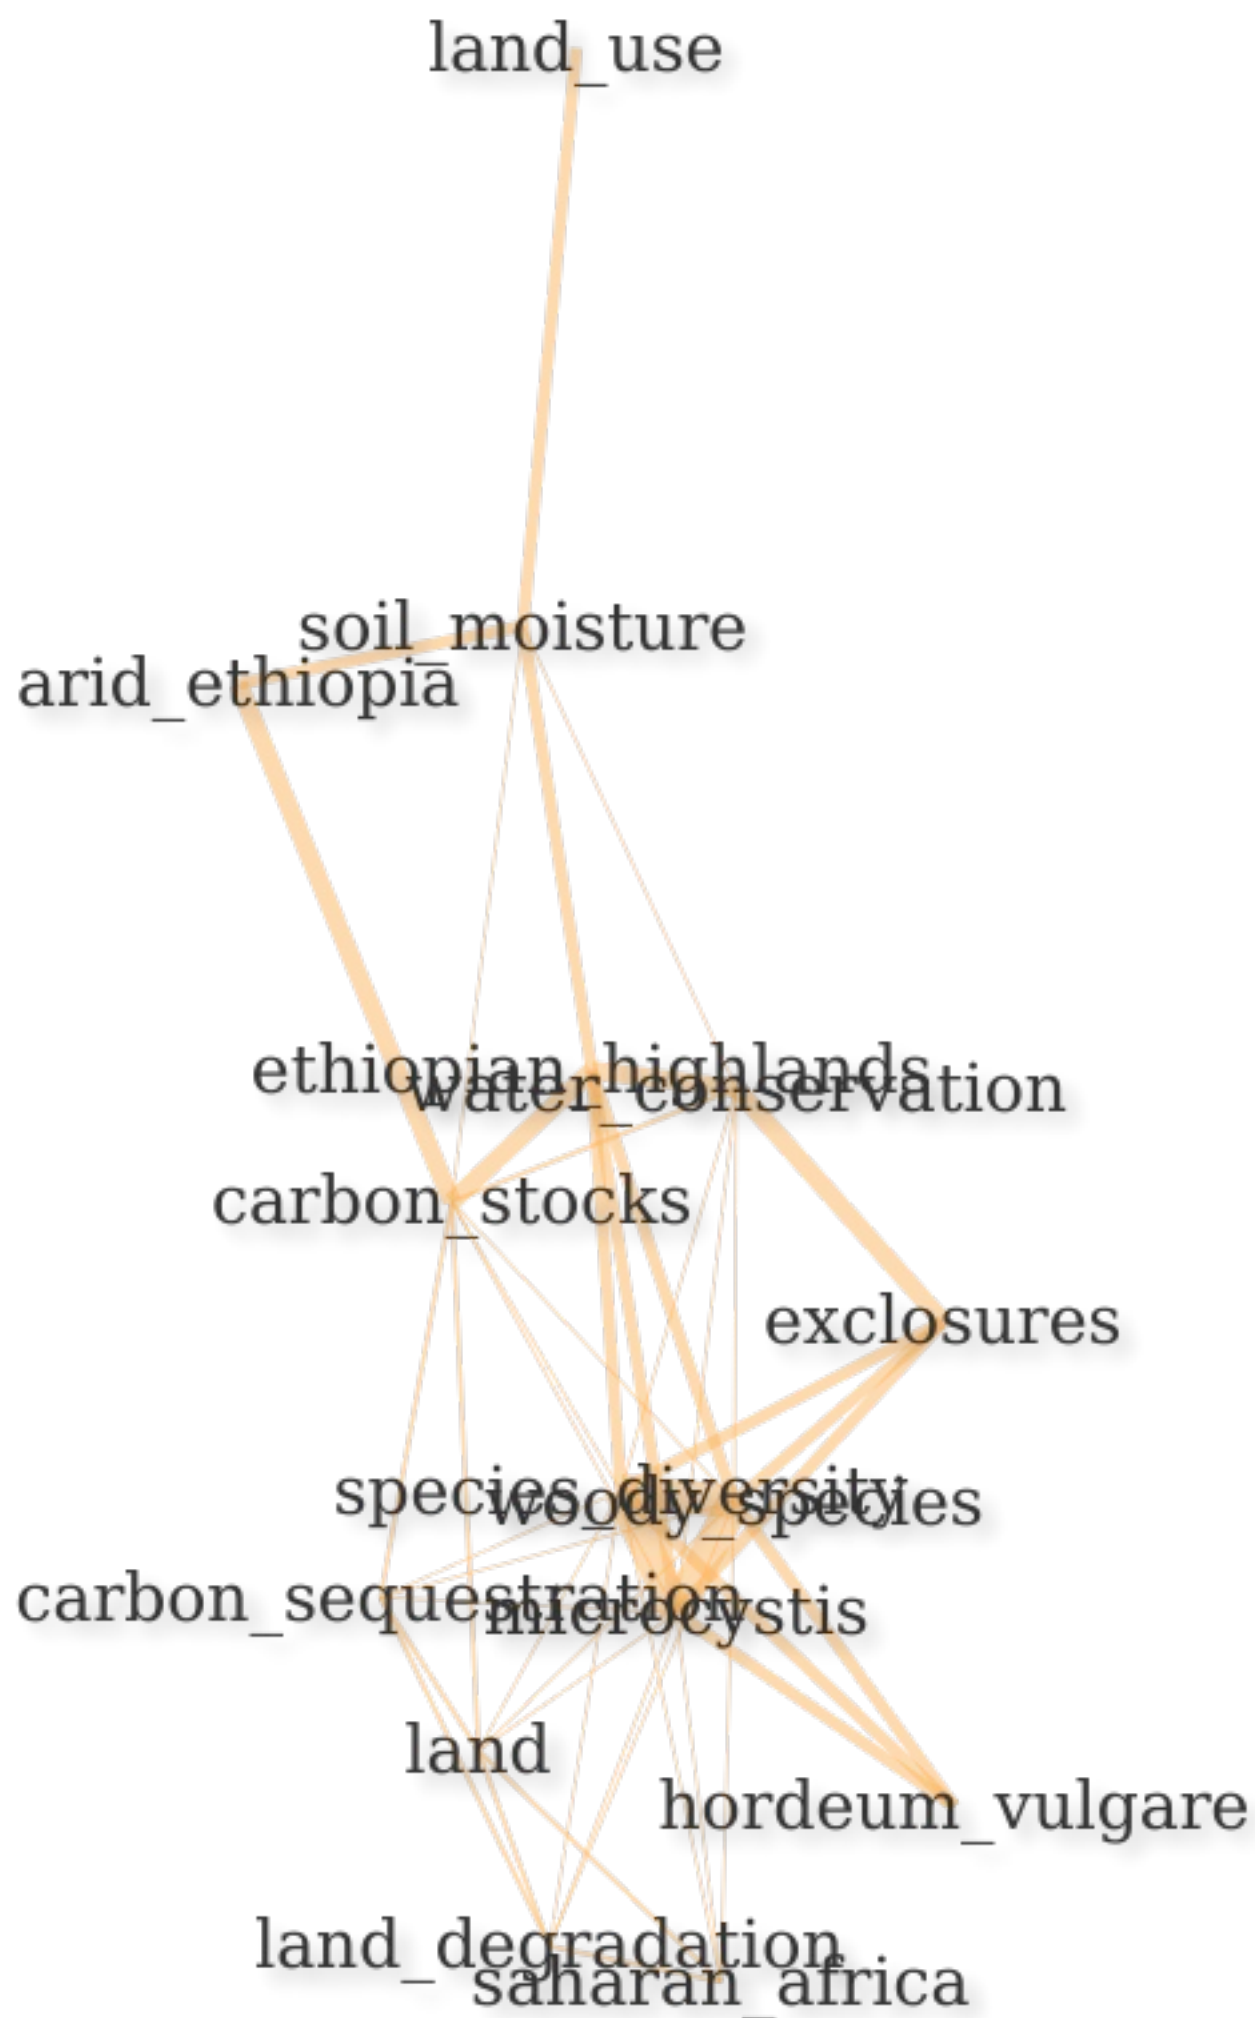 land_use
soil_moisture
arid_ethiopia
ethiopian_highlands
water_conservation
carbon_stocks
exclosures
species_diversity
woody_species
carbon_sequestration
microcystis
land
hordeum_vulgare
land_degradation
saharan_africa